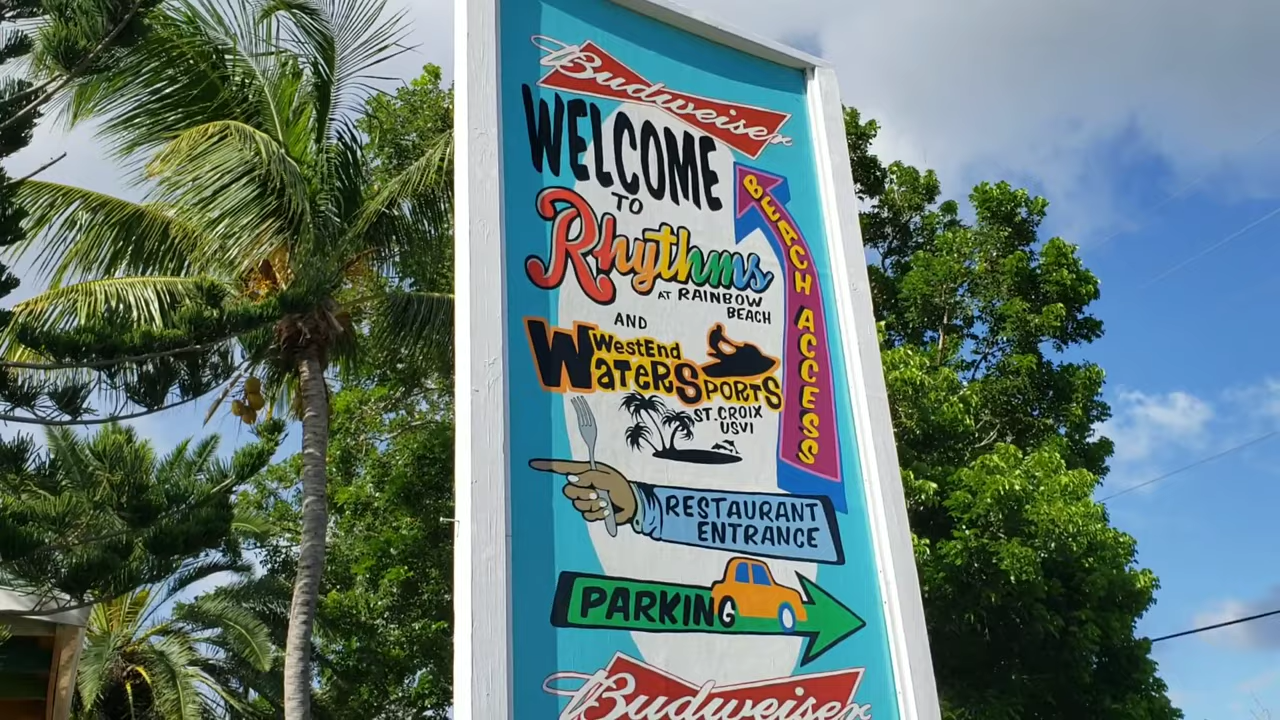 Budweiser
WELCOME
TO
Rhythms
AT RAINBOW
BEACH
BEACH ACCESS
AND
WestEnd
WaterSports
ST. CROIX
USVI
RESTAURANT
ENTRANCE
PARKING
Budweiser